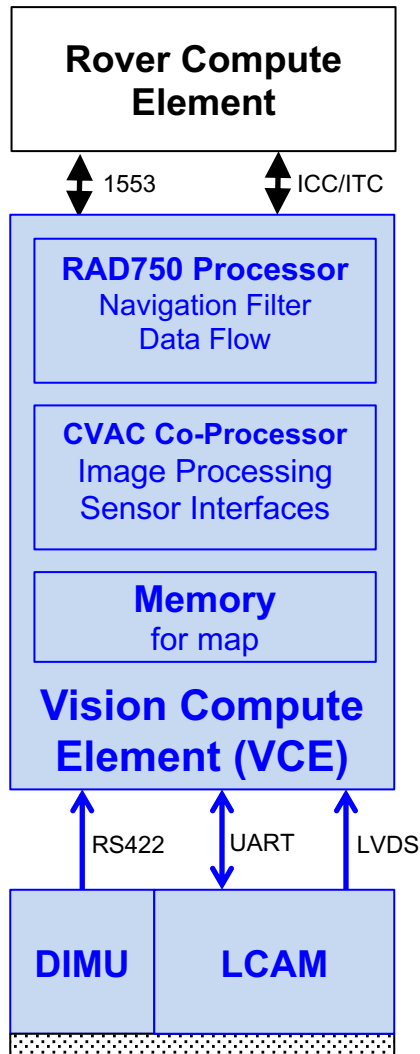 Rover Compute
Element
1553
ICC/ITC
RAD750 Processor
Navigation Filter
Data Flow
CVAC Co-Processor
Image Processing
Sensor Interfaces
Memory
for map
Vision Compute
Element (VCE)
RS422
UART
LVDS
DIMU
LCAM